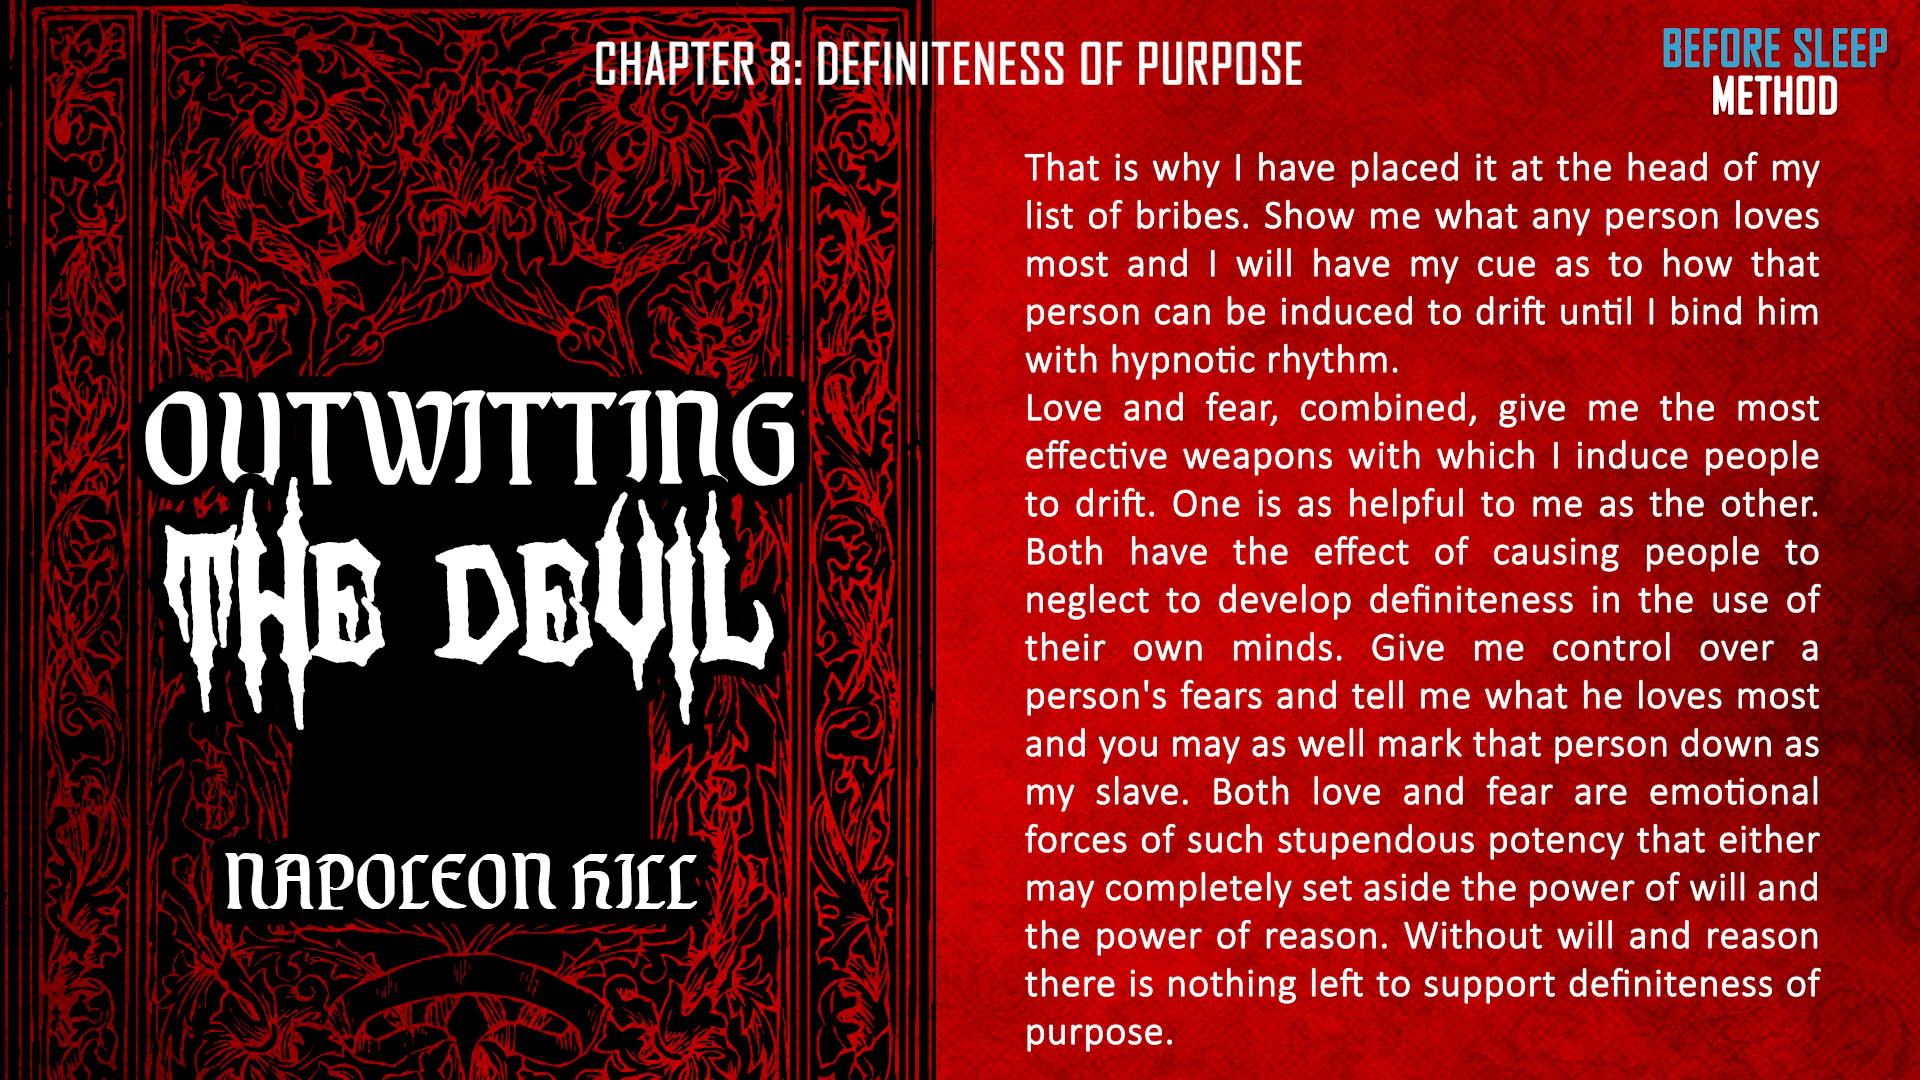 CHAPTER 8: DEFINITENESS OF PURPOSE
BEFORE SLEEP
METHOD
OUTWITTING
THE DEVIL
NAPOLEON HILL
That is why I have placed it at the head of my
list of bribes. Show me what any person loves
most and I will have my cue as to how that
person can be induced to drift until I bind him
with hypnotic rhythm.
Love and fear, combined, give me the most
effective weapons with which I induce people
to drift. One is as helpful to me as the other.
Both have the effect of causing people to
neglect to develop definiteness in the use of
their own minds. Give me control over a
person's fears and tell me what he loves most
and you may as well mark that person down as
my slave. Both love and fear are emotional
forces of such stupendous potency that either
may completely set aside the power of will and
the power of reason. Without will and reason
there is nothing left to support definiteness of
purpose.